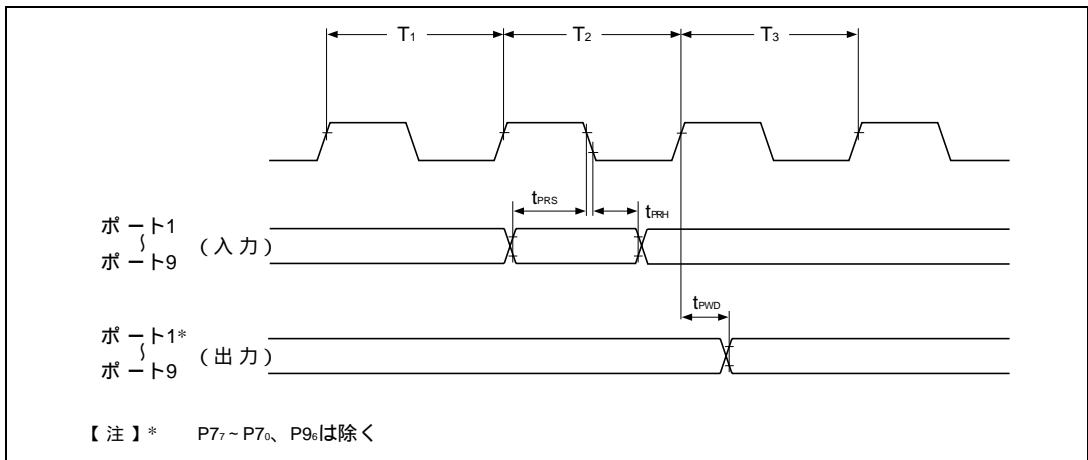 T₁ T₂ T₃
tPRS tPRH
ポート1
～ (入力)
ポート9
tPWD
ポート1*
～ (出力)
ポート9
【注】* P7₇~P7₀、P9₆は除く